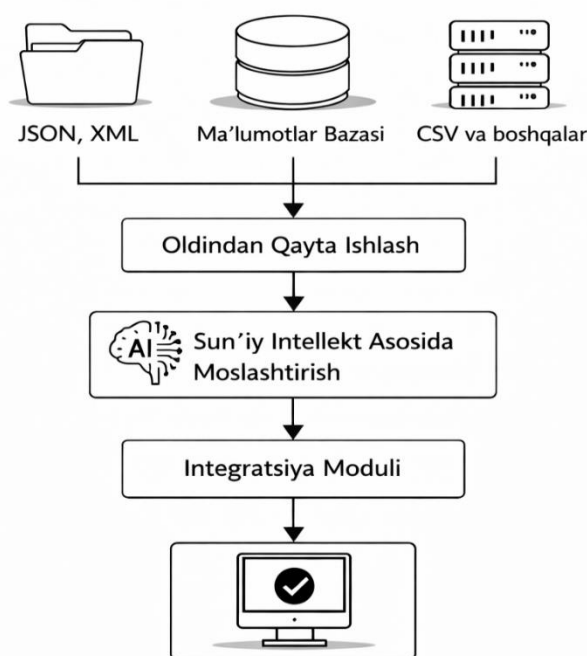 JSON, XML
Ma'lumotlar Bazasi
CSV va boshqalar
Oldindan Qayta Ishlash
AI
Sun'iy Intellekt Asosida
Moslashtirish
Integratsiya Moduli